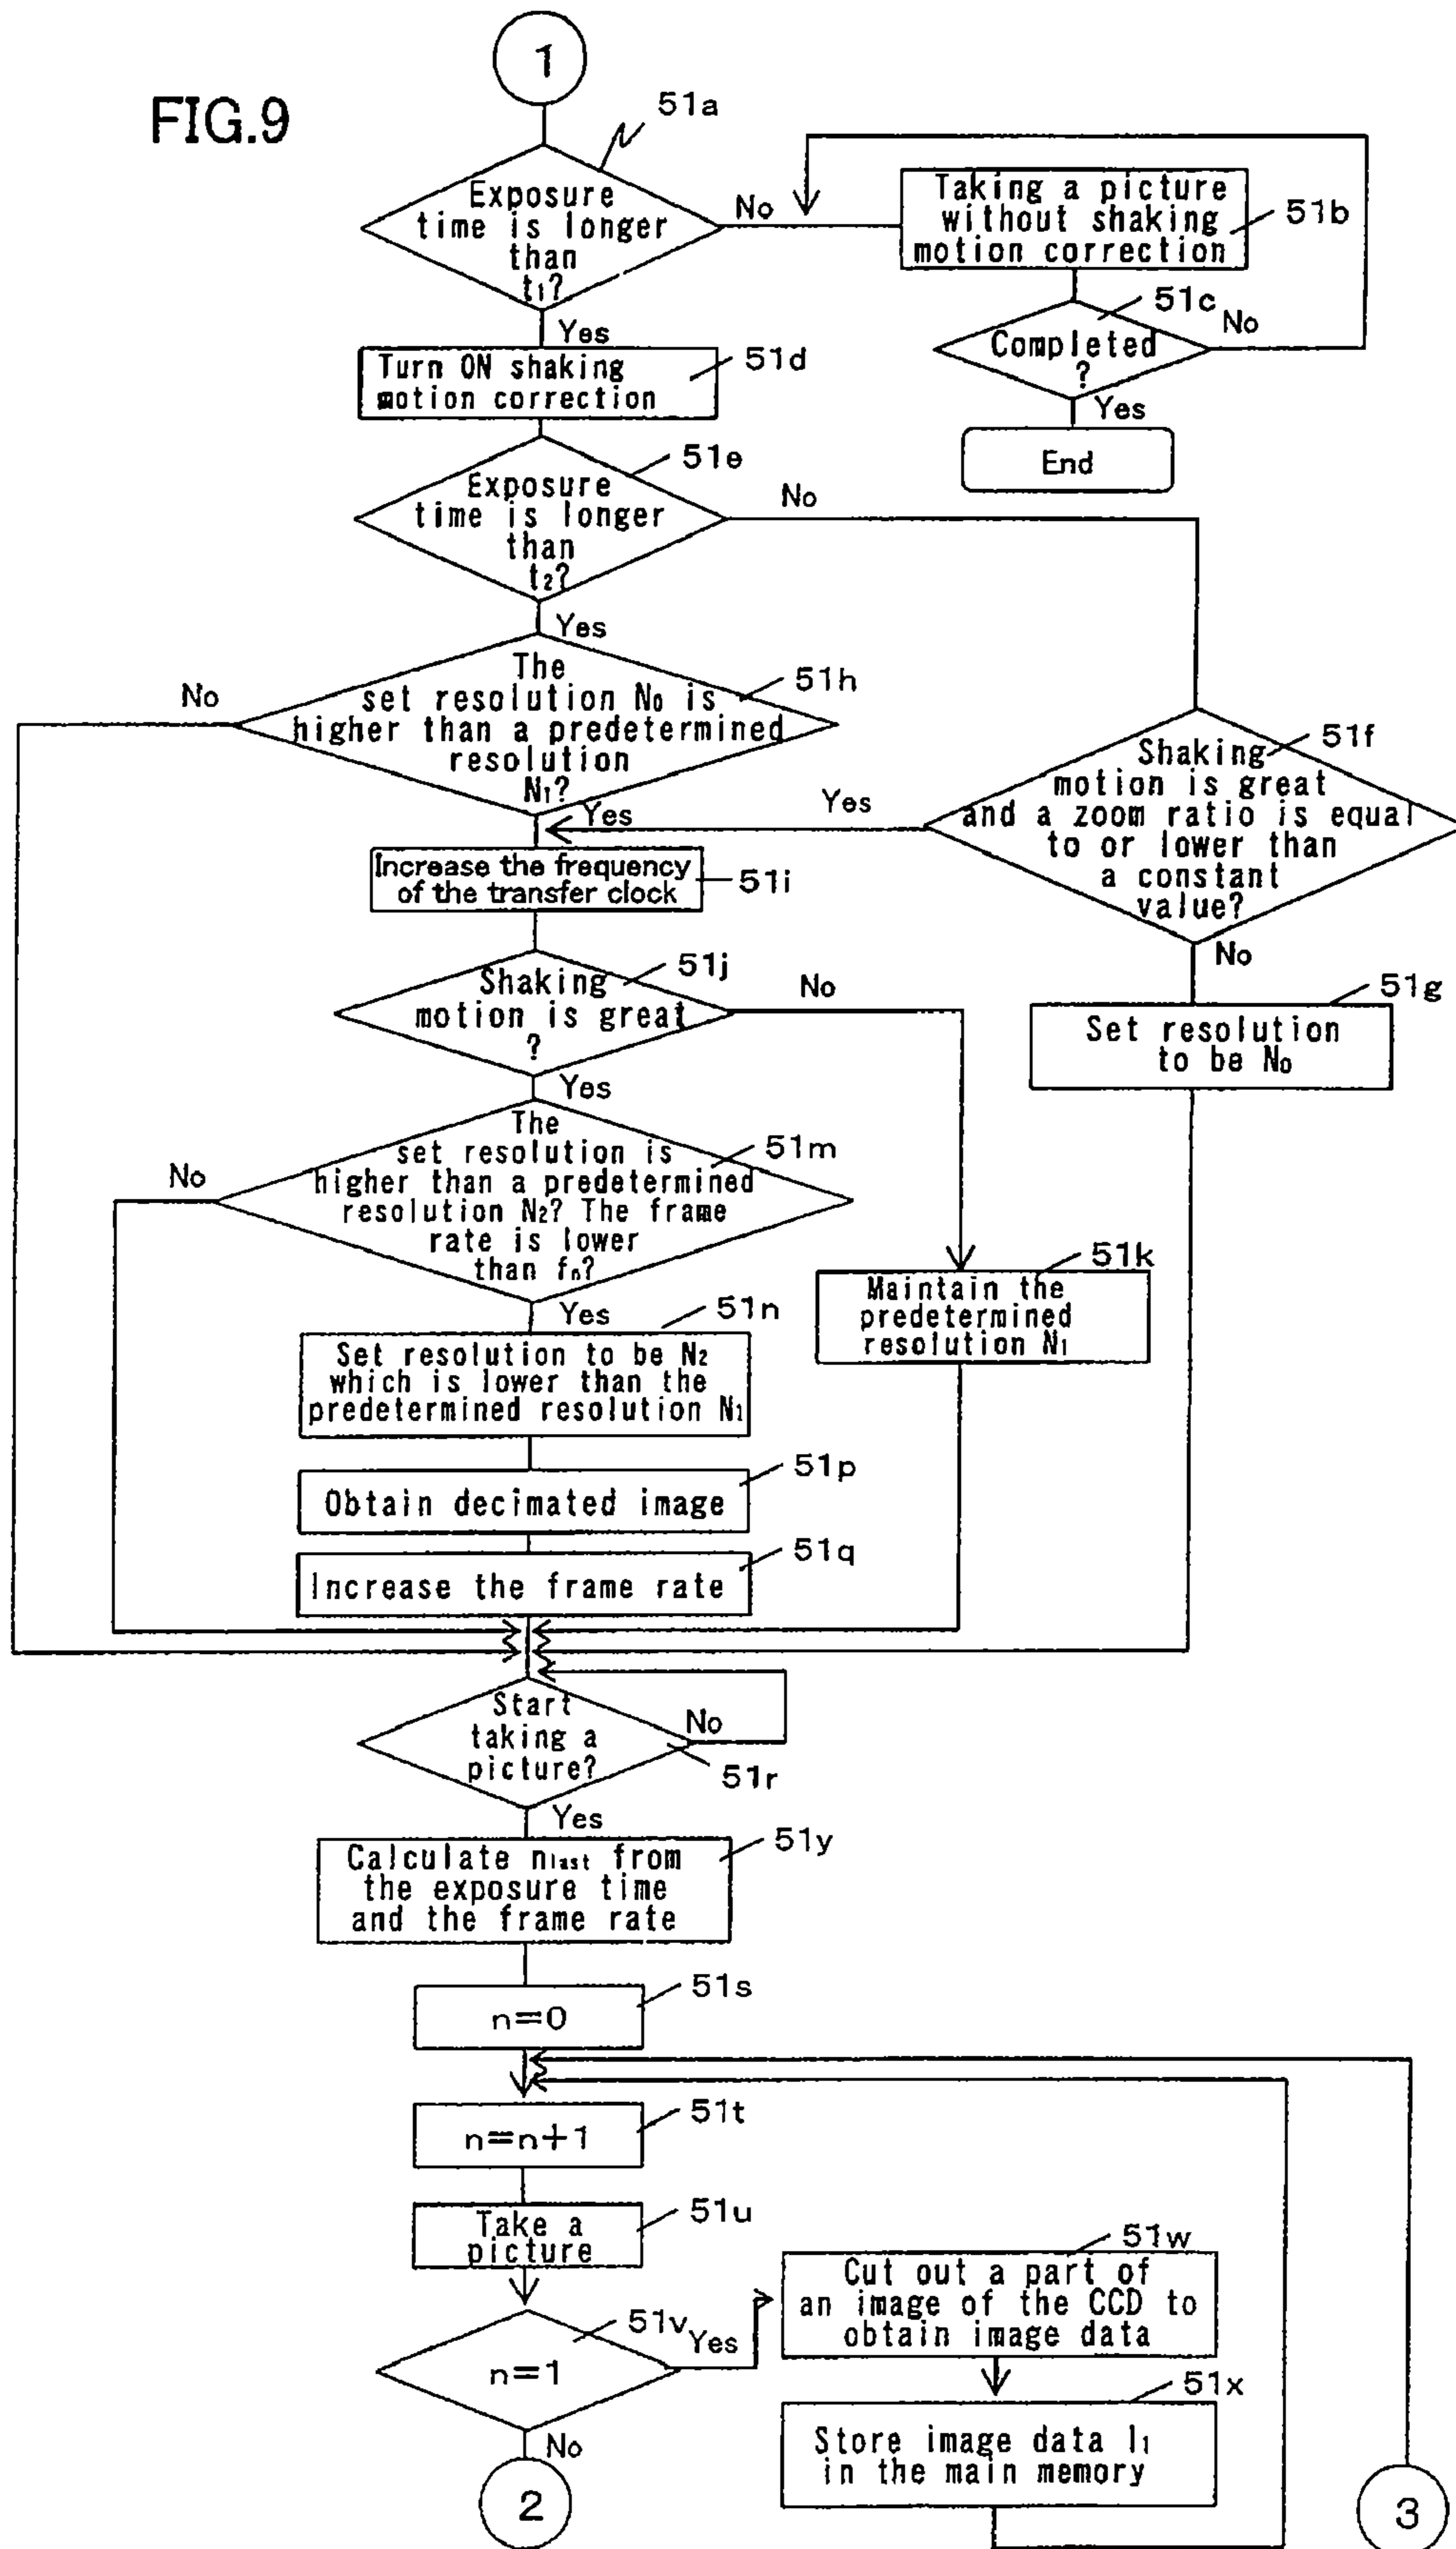 1
FIG.9
51a
Exposure
time is longer
than
t1?
No
Taking a picture
without shaking
motion correction
51b
51c
Completed
?
No
Yes
End
Yes
Turn ON shaking
motion correction
51d
51e
Exposure
time is longer
than
t2?
No
Yes
The
set resolution N0 is
higher than a predetermined
resolution
N1?
51h
No
Yes
51f
Shaking
motion is great
and a zoom ratio is equal
to or lower than
a constant
value?
Yes
No
Increase the frequency
of the transfer clock
51i
51g
Set resolution
to be N0
51j
Shaking
motion is great
?
No
Yes
The
set resolution is
higher than a predetermined
resolution N2? The frame
rate is lower
than fn?
51m
No
Yes
51k
Maintain the
predetermined
resolution N1
51n
Set resolution to be N2
which is lower than the
predetermined resolution N1
51p
Obtain decimated image
51q
Increase the frame rate
Start
taking a
picture?
No
51r
Yes
51y
Calculate nlast from
the exposure time
and the frame rate
51s
n=0
51t
n=n+1
51u
Take a
picture
51v
n=1
Yes
No
51w
Cut out a part of
an image of the CCD to
obtain image data
51x
Store image data I1
in the main memory
2
3